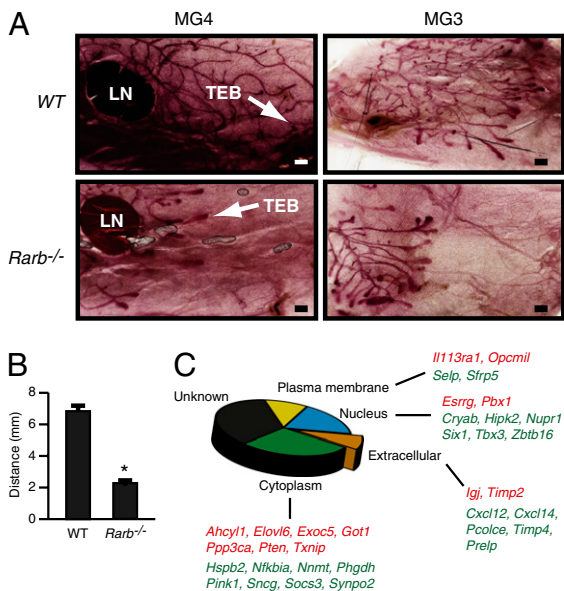 A
MG4
MG3
WT
LN
TEB
Rarb-/-
LN
TEB
B
Distance (mm)
8
6
4
2
0
*
WT
Rarb-/-
C
Unknown
Plasma membrane
Nucleus
Extracellular
Cytoplasm
Il113ra1, Opcmil
Selp, Sfrp5
Esrrg, Pbx1
Cryab, Hipk2, Nupr1
Six1, Tbx3, Zbtb16
Igj, Timp2
Cxcl12, Cxcl14,
Pcolce, Timp4,
Prelp
Ahcyl1, Elovl6, Exoc5, Got1
Ppp3ca, Pten, Txnip
Hspb2, Nfkbia, Nnmt, Phgdh
Pink1, Sncg, Socs3, Synpo2